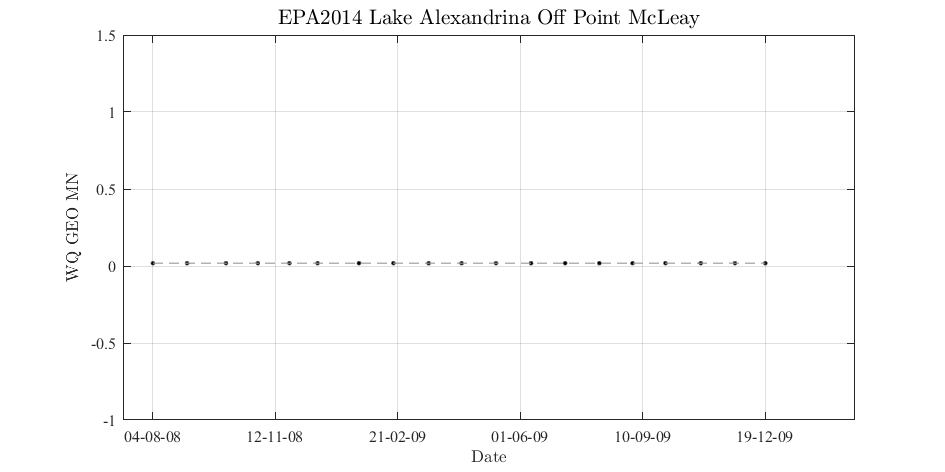 EPA2014 Lake Alexandrina Off Point McLeay
1.5
1
0.5
0
-0.5
-1
WQ GEO MN
04-08-08 12-11-08 21-02-09 01-06-09 10-09-09 19-12-09
Date